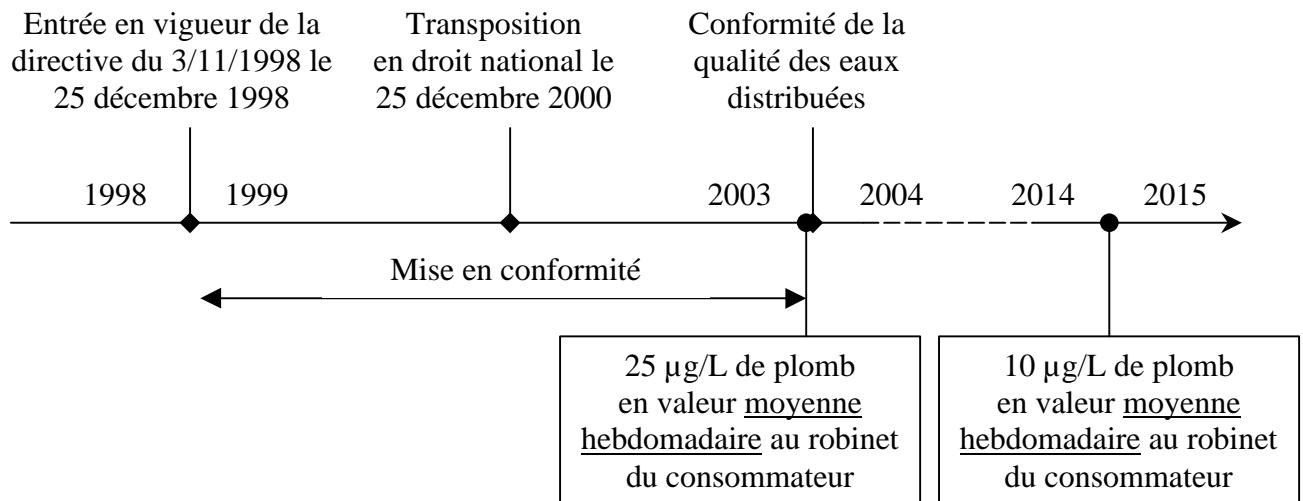 Entrée en vigueur de la
directive du 3/11/1998 le
25 décembre 1998
Transposition
en droit national le
25 décembre 2000
Conformité de la
qualité des eaux
distribuées
1998
1999
2003
2004
2014
2015
Mise en conformité
25 µg/L de plomb
en valeur moyenne
hebdomadaire au robinet
du consommateur
10 µg/L de plomb
en valeur moyenne
hebdomadaire au robinet
du consommateur